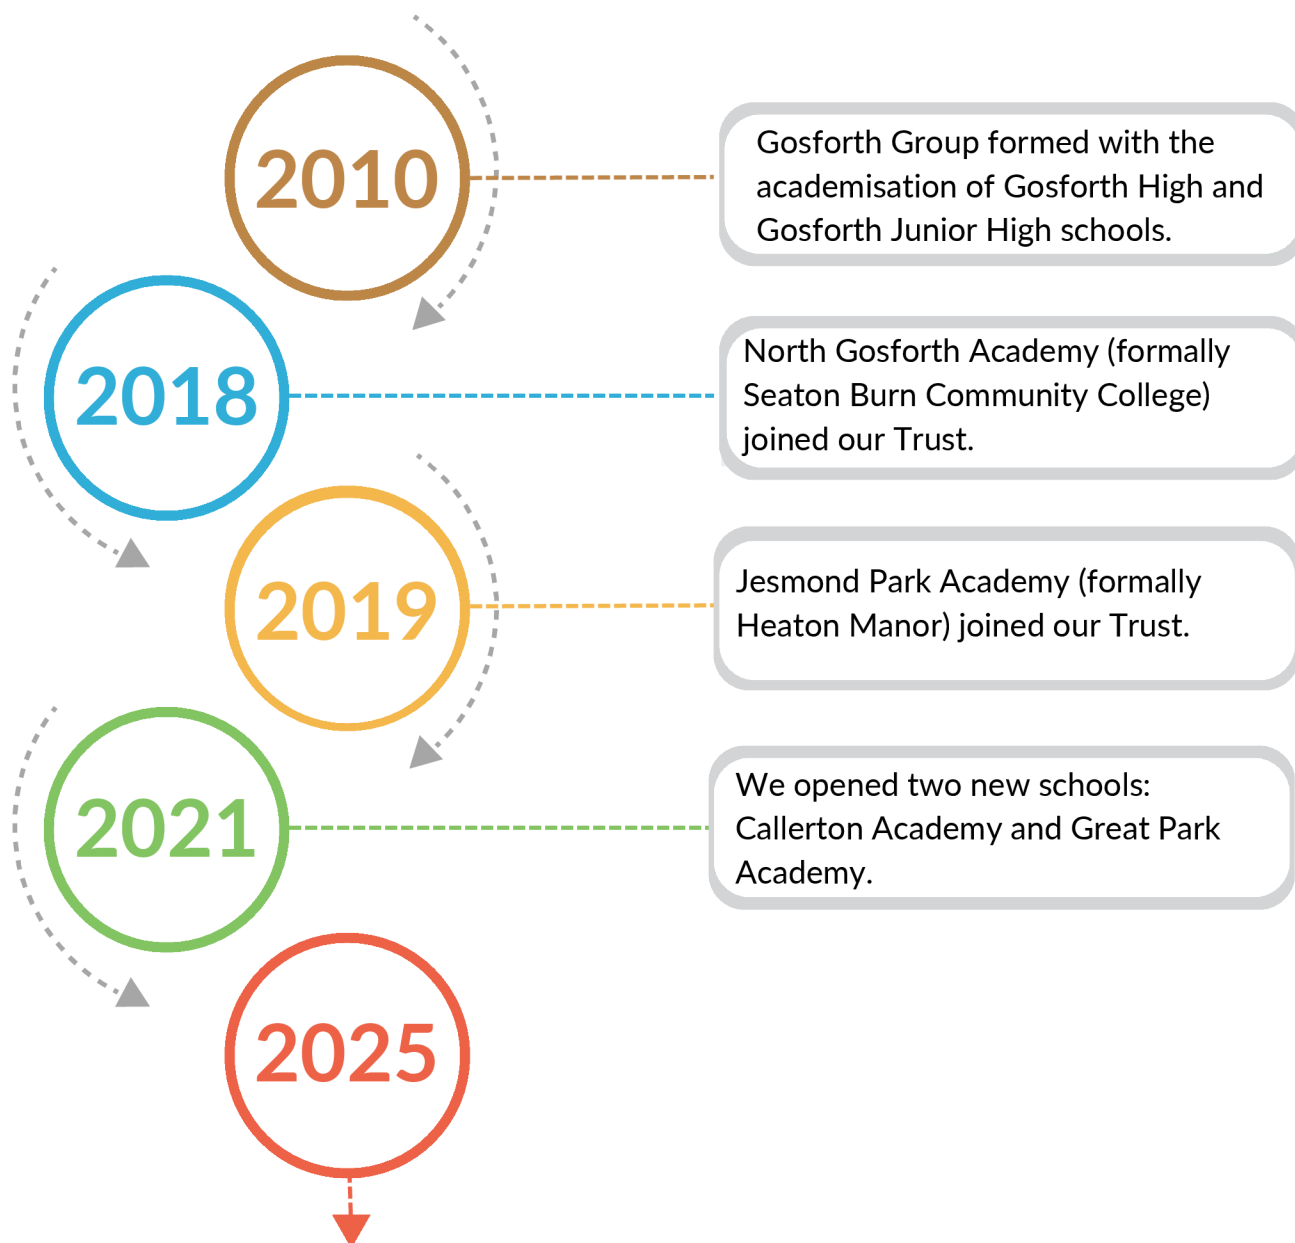 2010
Gosforth Group formed with the
academisation of Gosforth High and
Gosforth Junior High schools.
2018
North Gosforth Academy (formally
Seaton Burn Community College)
joined our Trust.
2019
Jesmond Park Academy (formally
Heaton Manor) joined our Trust.
2021
We opened two new schools:
Callerton Academy and Great Park
Academy.
2025